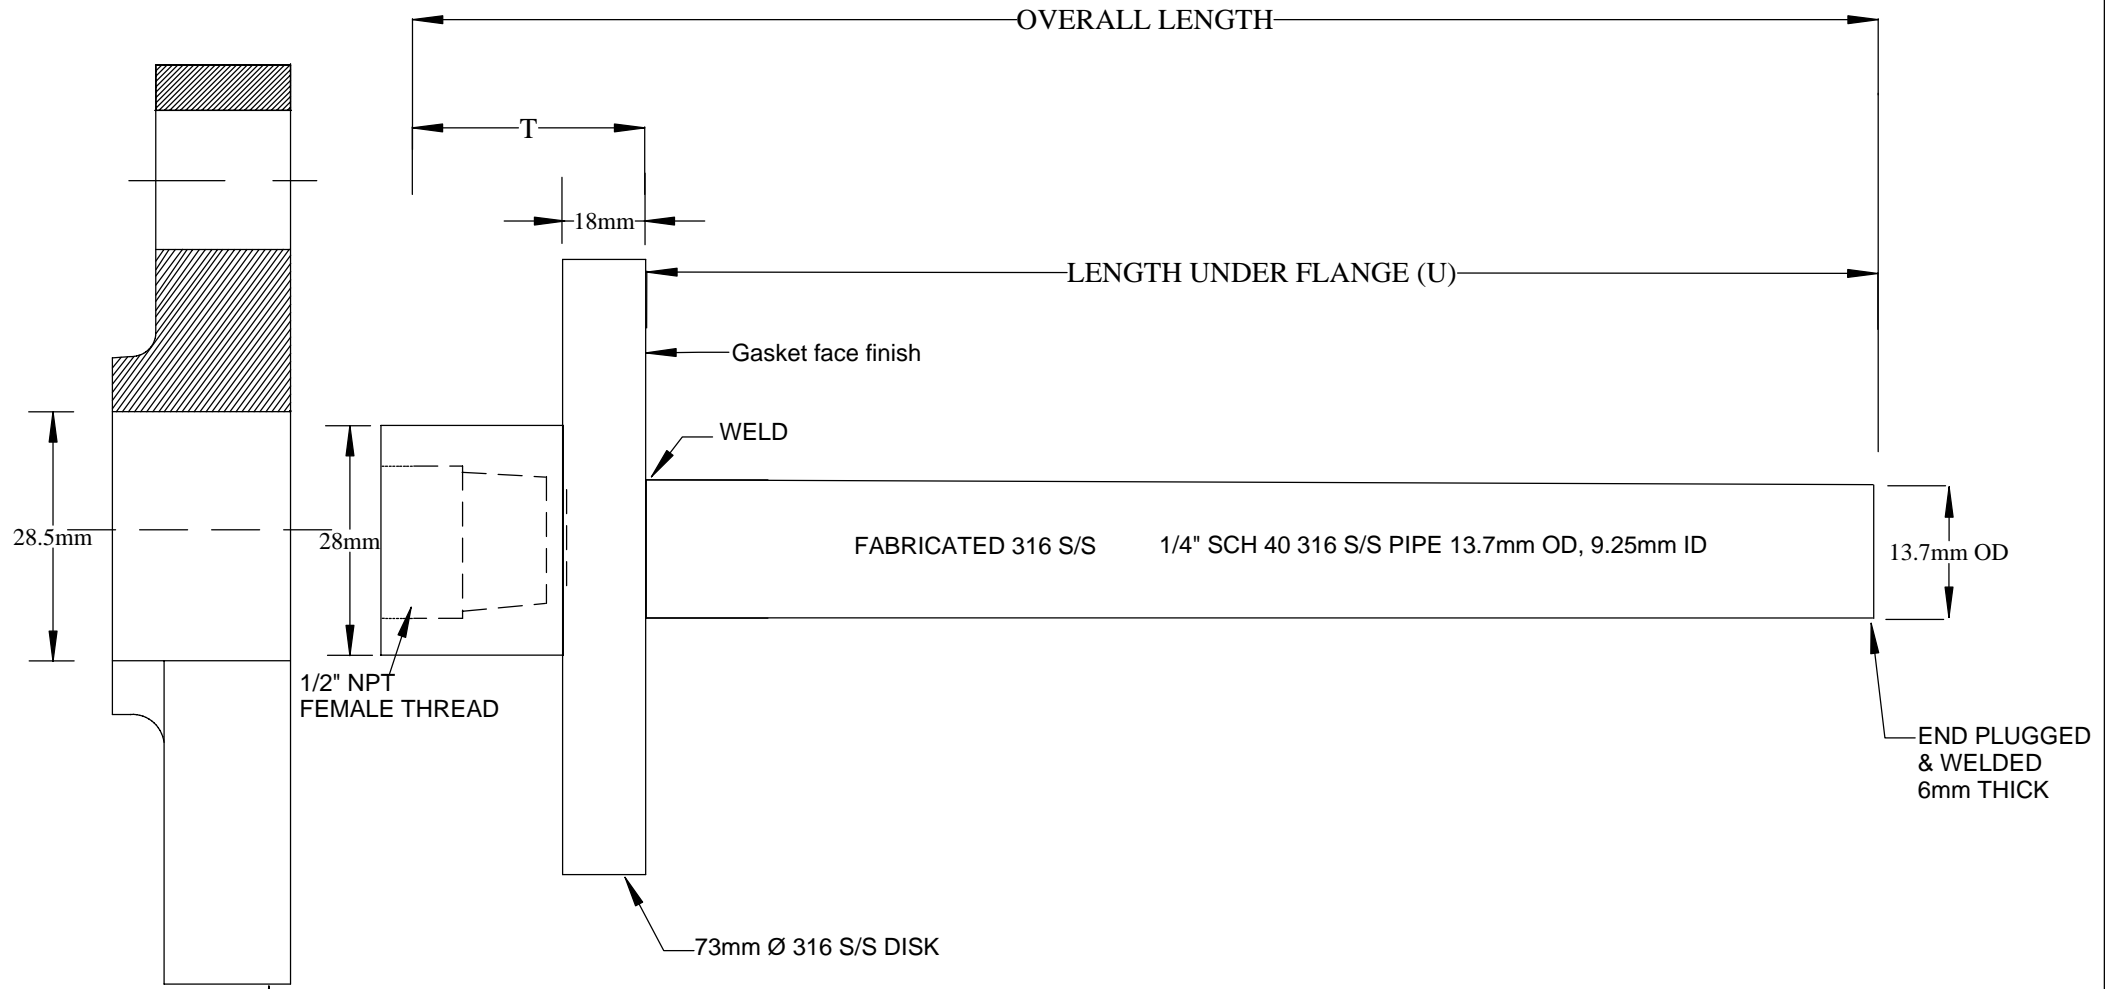 OVERALL LENGTH
T
18mm
LENGTH UNDER FLANGE (U)
Gasket face finish
WELD
28.5mm
28mm
FABRICATED 316 S/S
1/4" SCH 40 316 S/S PIPE 13.7mm OD, 9.25mm ID
13.7mm OD
1/2" NPT
FEMALE THREAD
END PLUGGED
& WELDED
6mm THICK
73mm Ø 316 S/S DISK